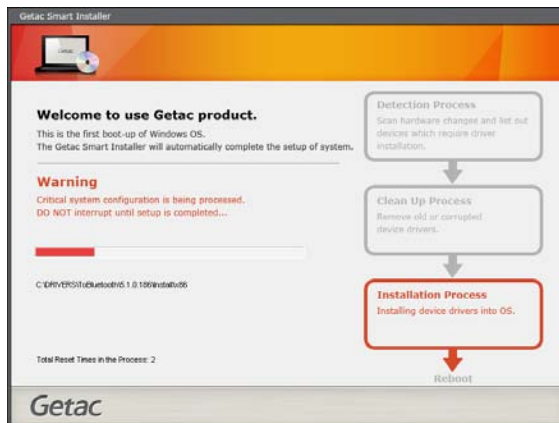 Getac Smart Installer
Getac
Welcome to use Getac product.
This is the first boot-up of Windows OS.
The Getac Smart Installer will automatically complete the setup of system.
Warning
Critical system configuration is being processed.
DO NOT interrupt until setup is completed...
Total Reset Times in the Process: 2
Detection Process
Scan hardware changes and list out
devices which require driver
installation.
Clean Up Process
Remove old or corrupted
device drivers.
Installation Process
Installing device drivers into OS.
Reboot
Getac